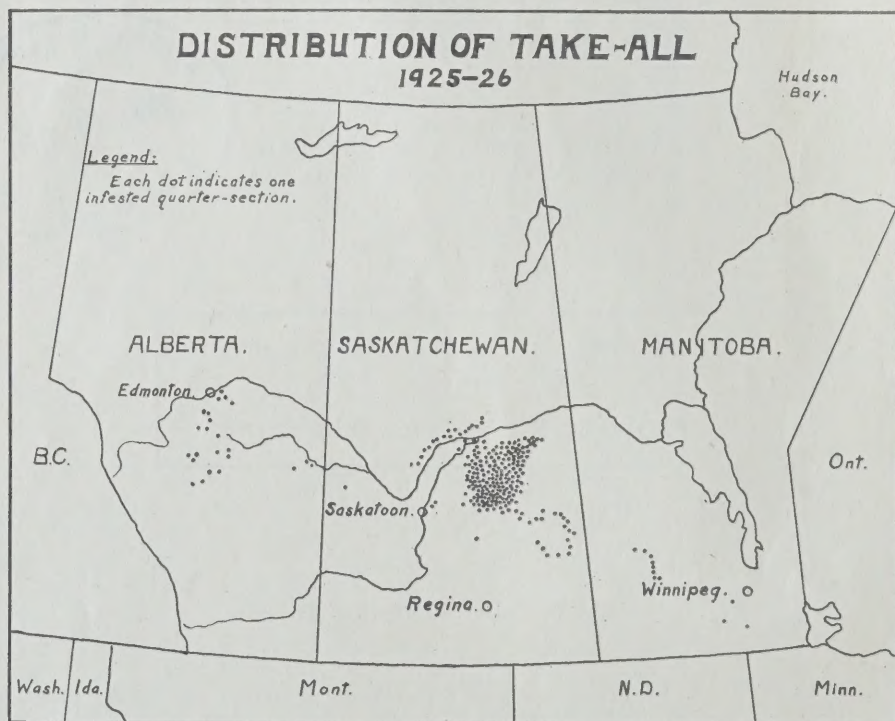 DISTRIBUTION OF TAKE-ALL
1925-26
Hudson
Bay.
Legend:
Each dot indicates one
infested quarter-section.
ALBERTA.
SASKATCHEWAN.
MANITOBA.
Edmonton.
B.C.
Ont.
Saskatoon.
Regina.
Winnipeg.
Wash.
Ida.
Mont.
N.D.
Minn.